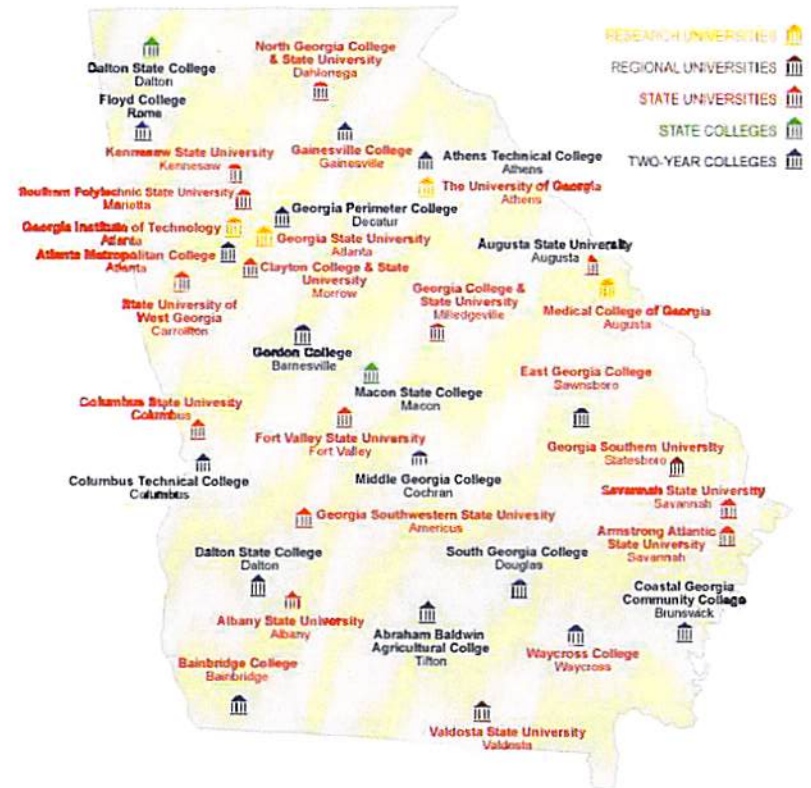 North Georgia College
& State University
Dahlonega
RESEARCH UNIVERSITIES
REGIONAL UNIVERSITIES
STATE UNIVERSITIES
STATE COLLEGES
TWO-YEAR COLLEGES
Dalton State College
Dalton
Floyd College
Rome
Kennesaw State University
Kennesaw
Gainesville College
Gainesville
Athens Technical College
Athens
Southern Polytechnic State University
Marietta
The University of Georgia
Athens
Georgia Perimeter College
Decatur
Georgia Institute of Technology
Atlanta
Georgia State University
Atlanta
Augusta State University
Augusta
Atlanta Metropolitan College
Atlanta
Clayton College & State
University
Morrow
State University of
West Georgia
Carrollton
Georgia College &
State University
Milledgeville
Medical College of Georgia
Augusta
Gordon College
Barnesville
Macon State College
Macon
East Georgia College
Sawnsboro
Columbus State Univesity
Columbus
Fort Valley State University
Fort Valley
Georgia Southern University
Statesboro
Columbus Technical College
Columbus
Middle Georgia College
Cochran
Savannah State University
Savannah
Georgia Southwestern State Univesity
Americus
Armstrong Atlantic
State University
Savannah
Dalton State College
Dalton
South Georgia College
Douglas
Coastal Georgia
Community College
Brunswick
Albany State University
Albany
Abraham Baldwin
Agricultural Collge
Tifton
Waycross College
Waycross
Bainbridge College
Bainbridge
Valdosta State University
Valdosta